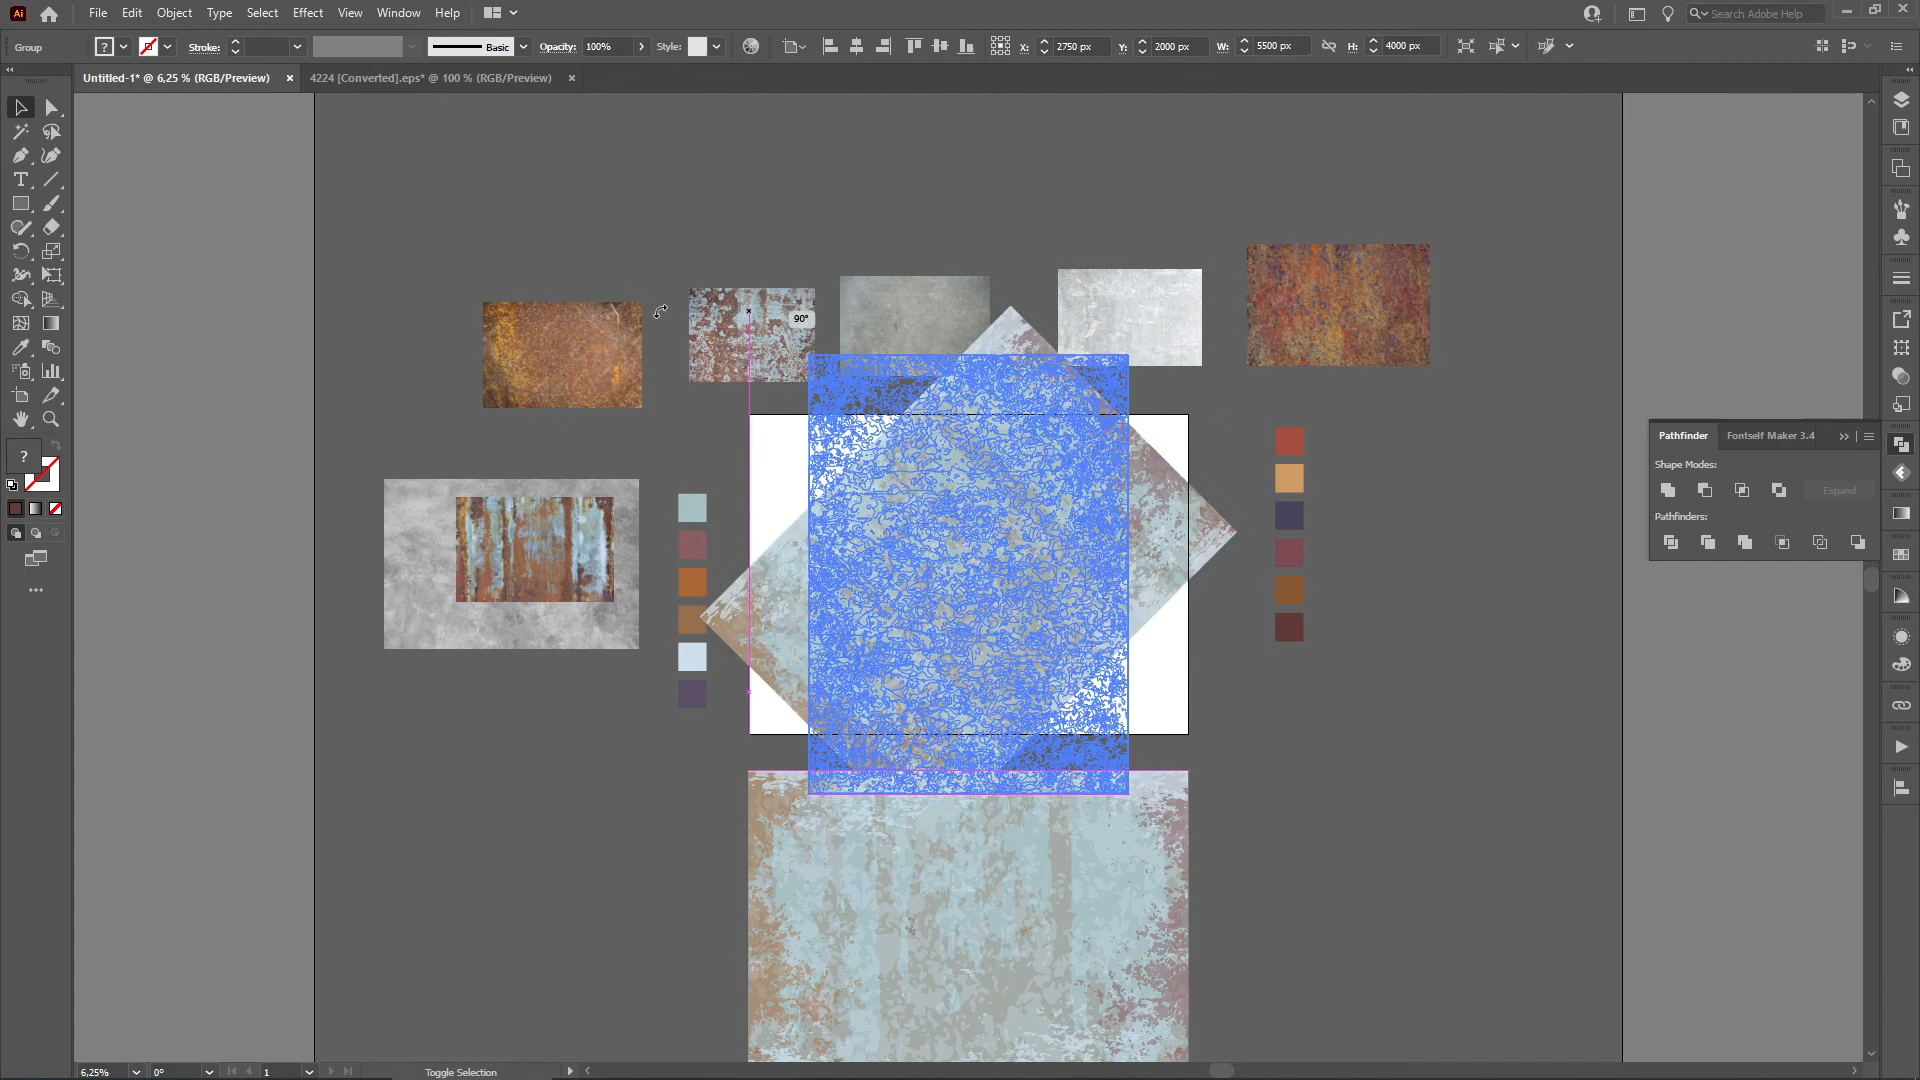 Ai File Edit Object Type Select Effect View Window Help Search Adobe Help
Group ? Stroke: Basic Opacity: 100% Style: X: 2750 px Y: 2000 px W: 5500 px H: 4000 px
Untitled-1* @ 6,25 % (RGB/Preview) × 4224 [Converted].eps* @ 100 % (RGB/Preview) ×
90°
Pathfinder Fontself Maker 3.4
Shape Modes:
Expand
Pathfinders:
?
6,25% 0° 1 Toggle Selection